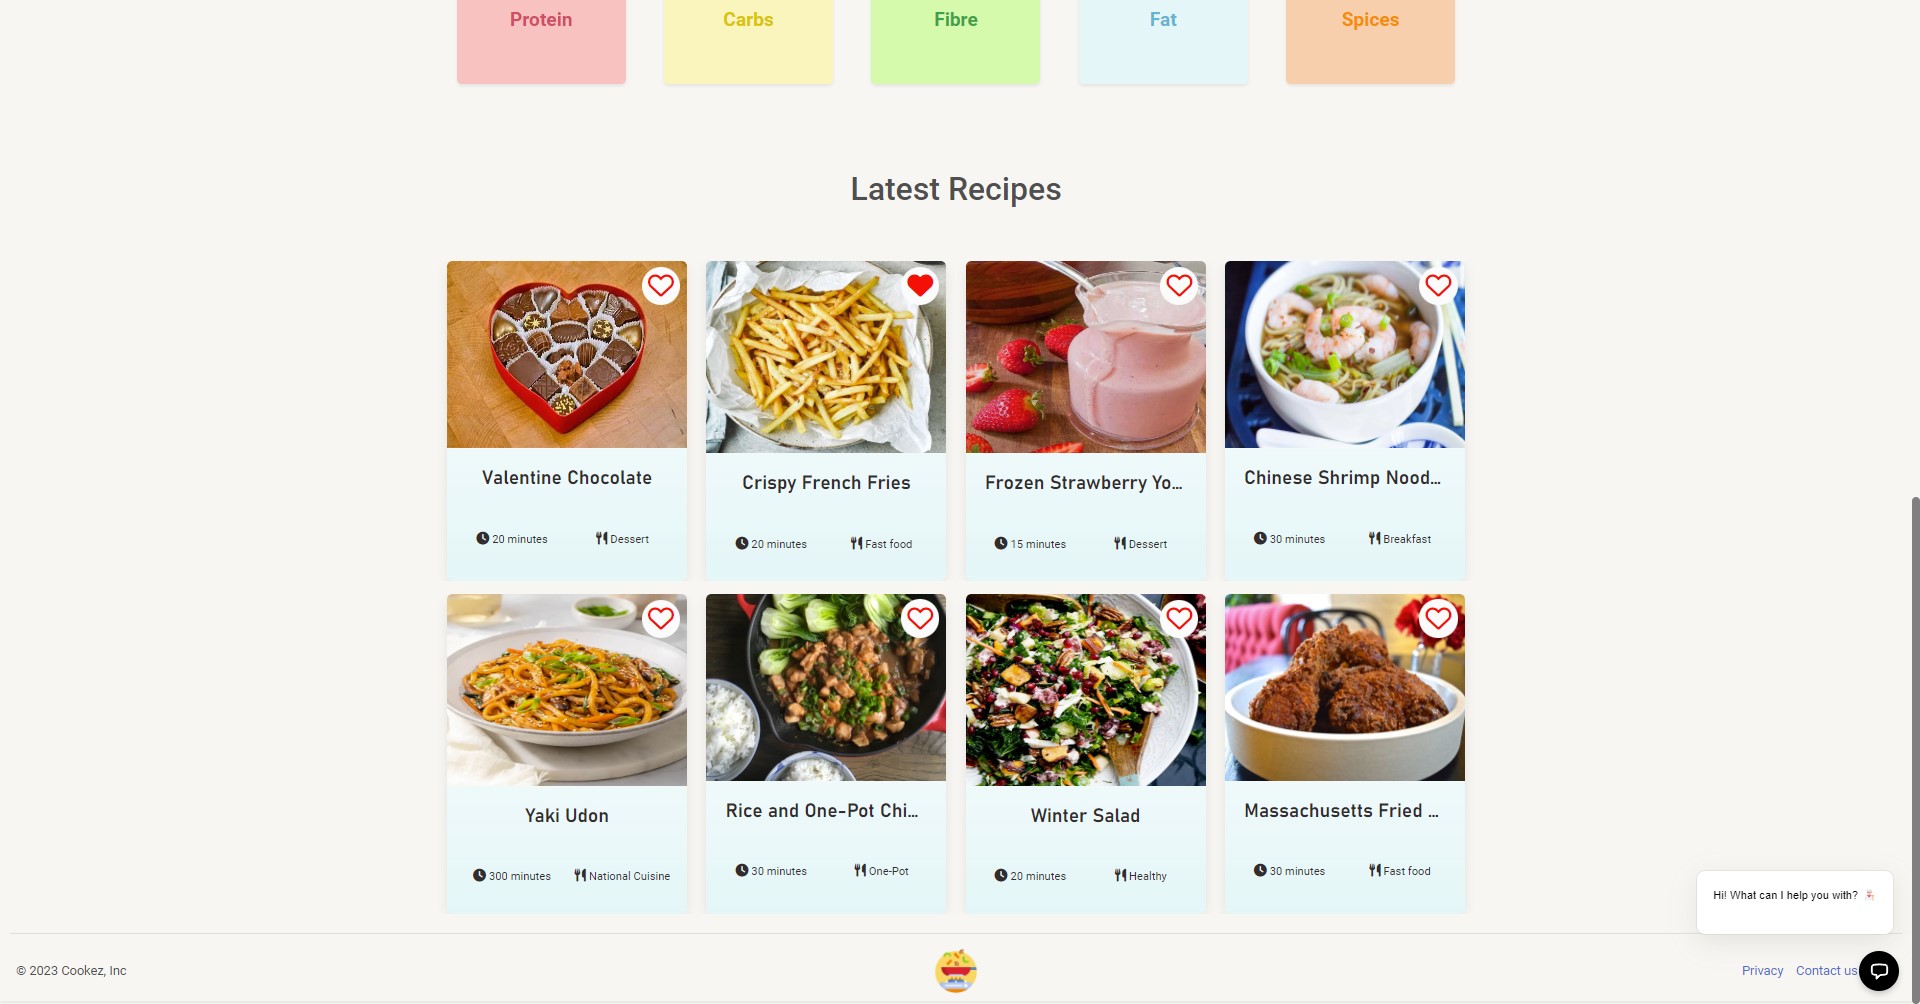 Protein
Carbs
Fibre
Fat
Spices
Latest Recipes
Valentine Chocolate
20 minutes
Dessert
Crispy French Fries
20 minutes
Fast food
Frozen Strawberry Yo...
15 minutes
Dessert
Chinese Shrimp Nood...
30 minutes
Breakfast
Yaki Udon
300 minutes
National Cuisine
Rice and One-Pot Chi...
30 minutes
One-Pot
Winter Salad
20 minutes
Healthy
Massachusetts Fried ...
30 minutes
Fast food
Hi! What can I help you with?
© 2023 Cookez, Inc
Privacy
Contact us